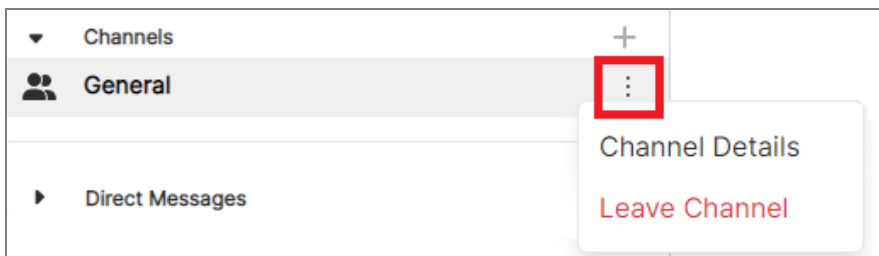 Channels
General
Channel Details
Direct Messages
Leave Channel